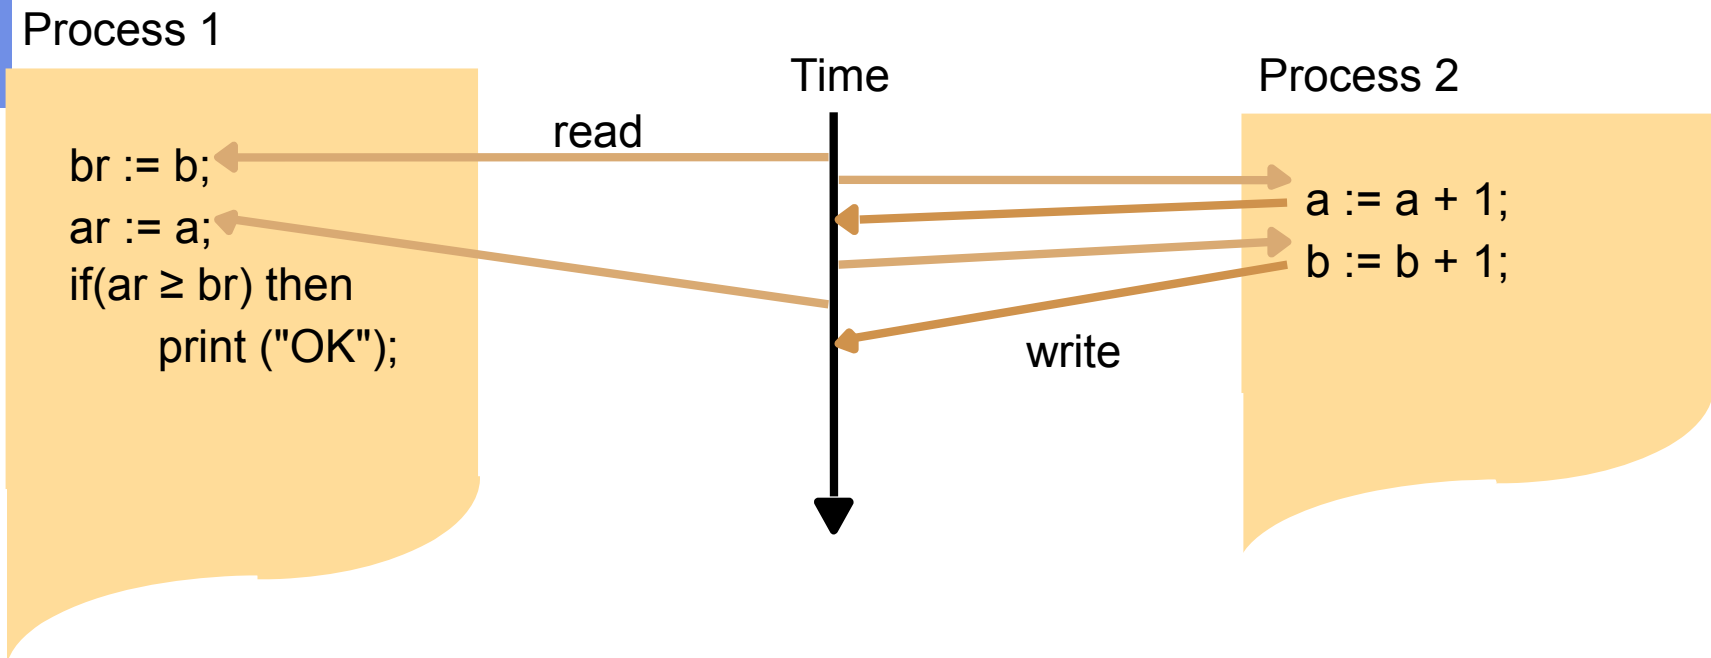 Process 1
Time
Process 2
read
br := b;
ar := a;
if(ar ≥ br) then
print ("OK");
a := a + 1;
b := b + 1;
write